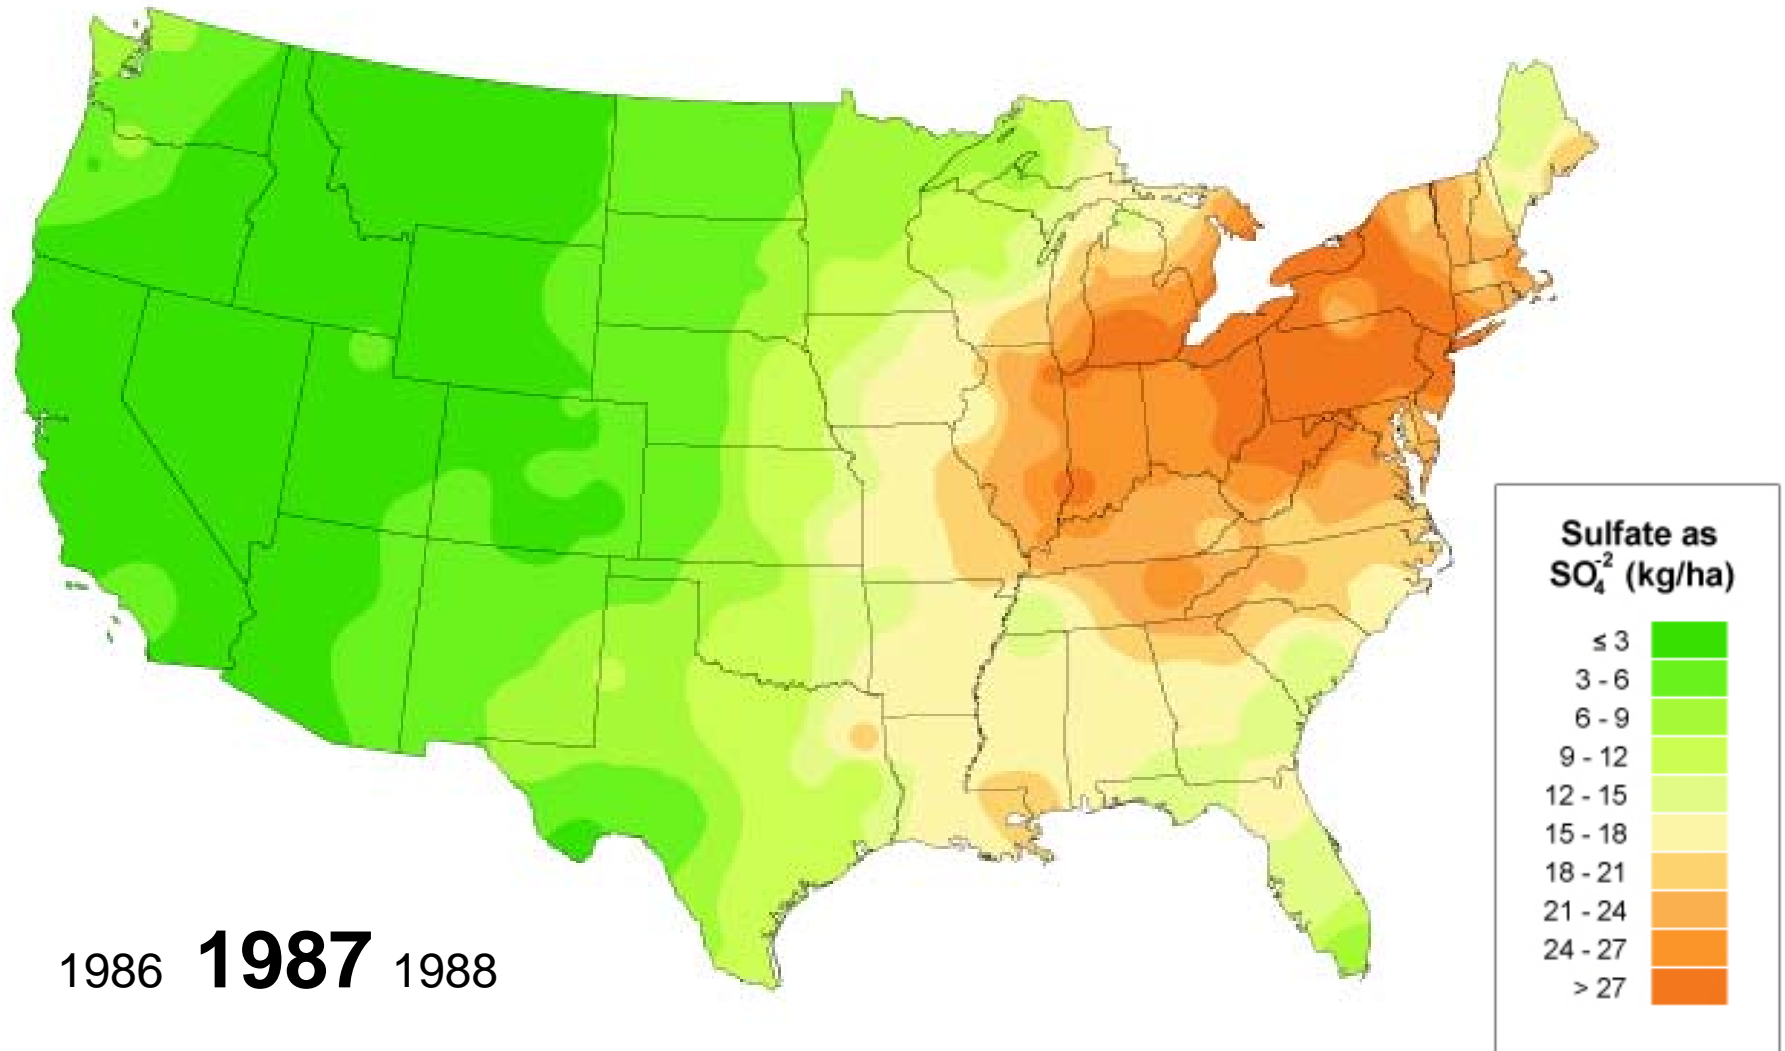 Sulfate as
SO₄⁻² (kg/ha)
≤ 3
3 - 6
6 - 9
9 - 12
12 - 15
15 - 18
18 - 21
21 - 24
24 - 27
> 27
1986 1987 1988